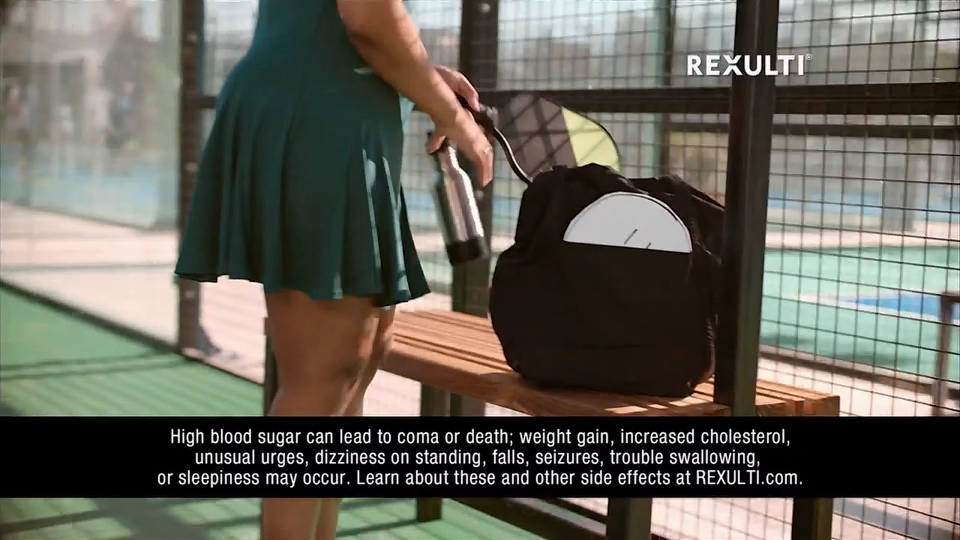 REXULTI®
High blood sugar can lead to coma or death; weight gain, increased cholesterol,
unusual urges, dizziness on standing, falls, seizures, trouble swallowing,
or sleepiness may occur. Learn about these and other side effects at REXULTI.com.